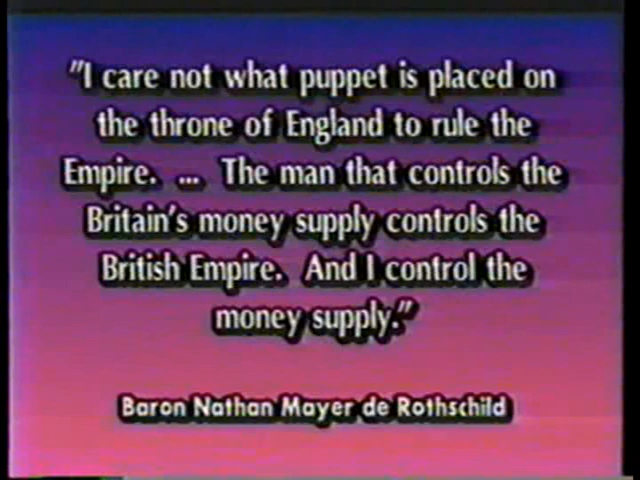 "I care not what puppet is placed on
the throne of England to rule the
Empire. ... The man that controls the
Britain's money supply controls the
British Empire. And I control the
money supply."
Baron Nathan Mayer de Rothschild